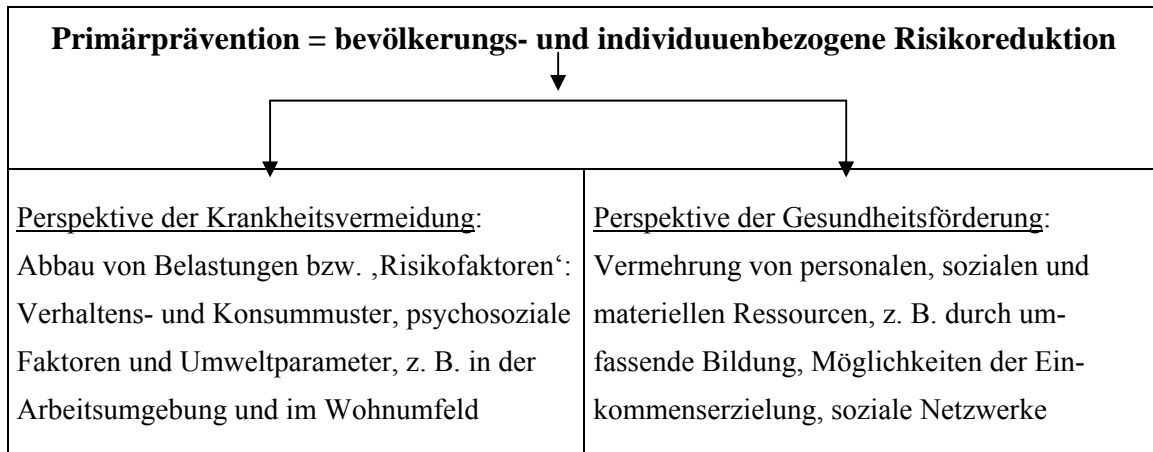 Primärprävention = bevölkerungs- und individuuenbezogene Risikoreduktion
Perspektive der Krankheitsvermeidung:
Abbau von Belastungen bzw. ‚Risikofaktoren‘:
Verhaltens- und Konsummuster, psychosoziale
Faktoren und Umweltparameter, z. B. in der
Arbeitsumgebung und im Wohnumfeld
Perspektive der Gesundheitsförderung:
Vermehrung von personalen, sozialen und
materiellen Ressourcen, z. B. durch um-
fassende Bildung, Möglichkeiten der Ein-
kommenserzielung, soziale Netzwerke